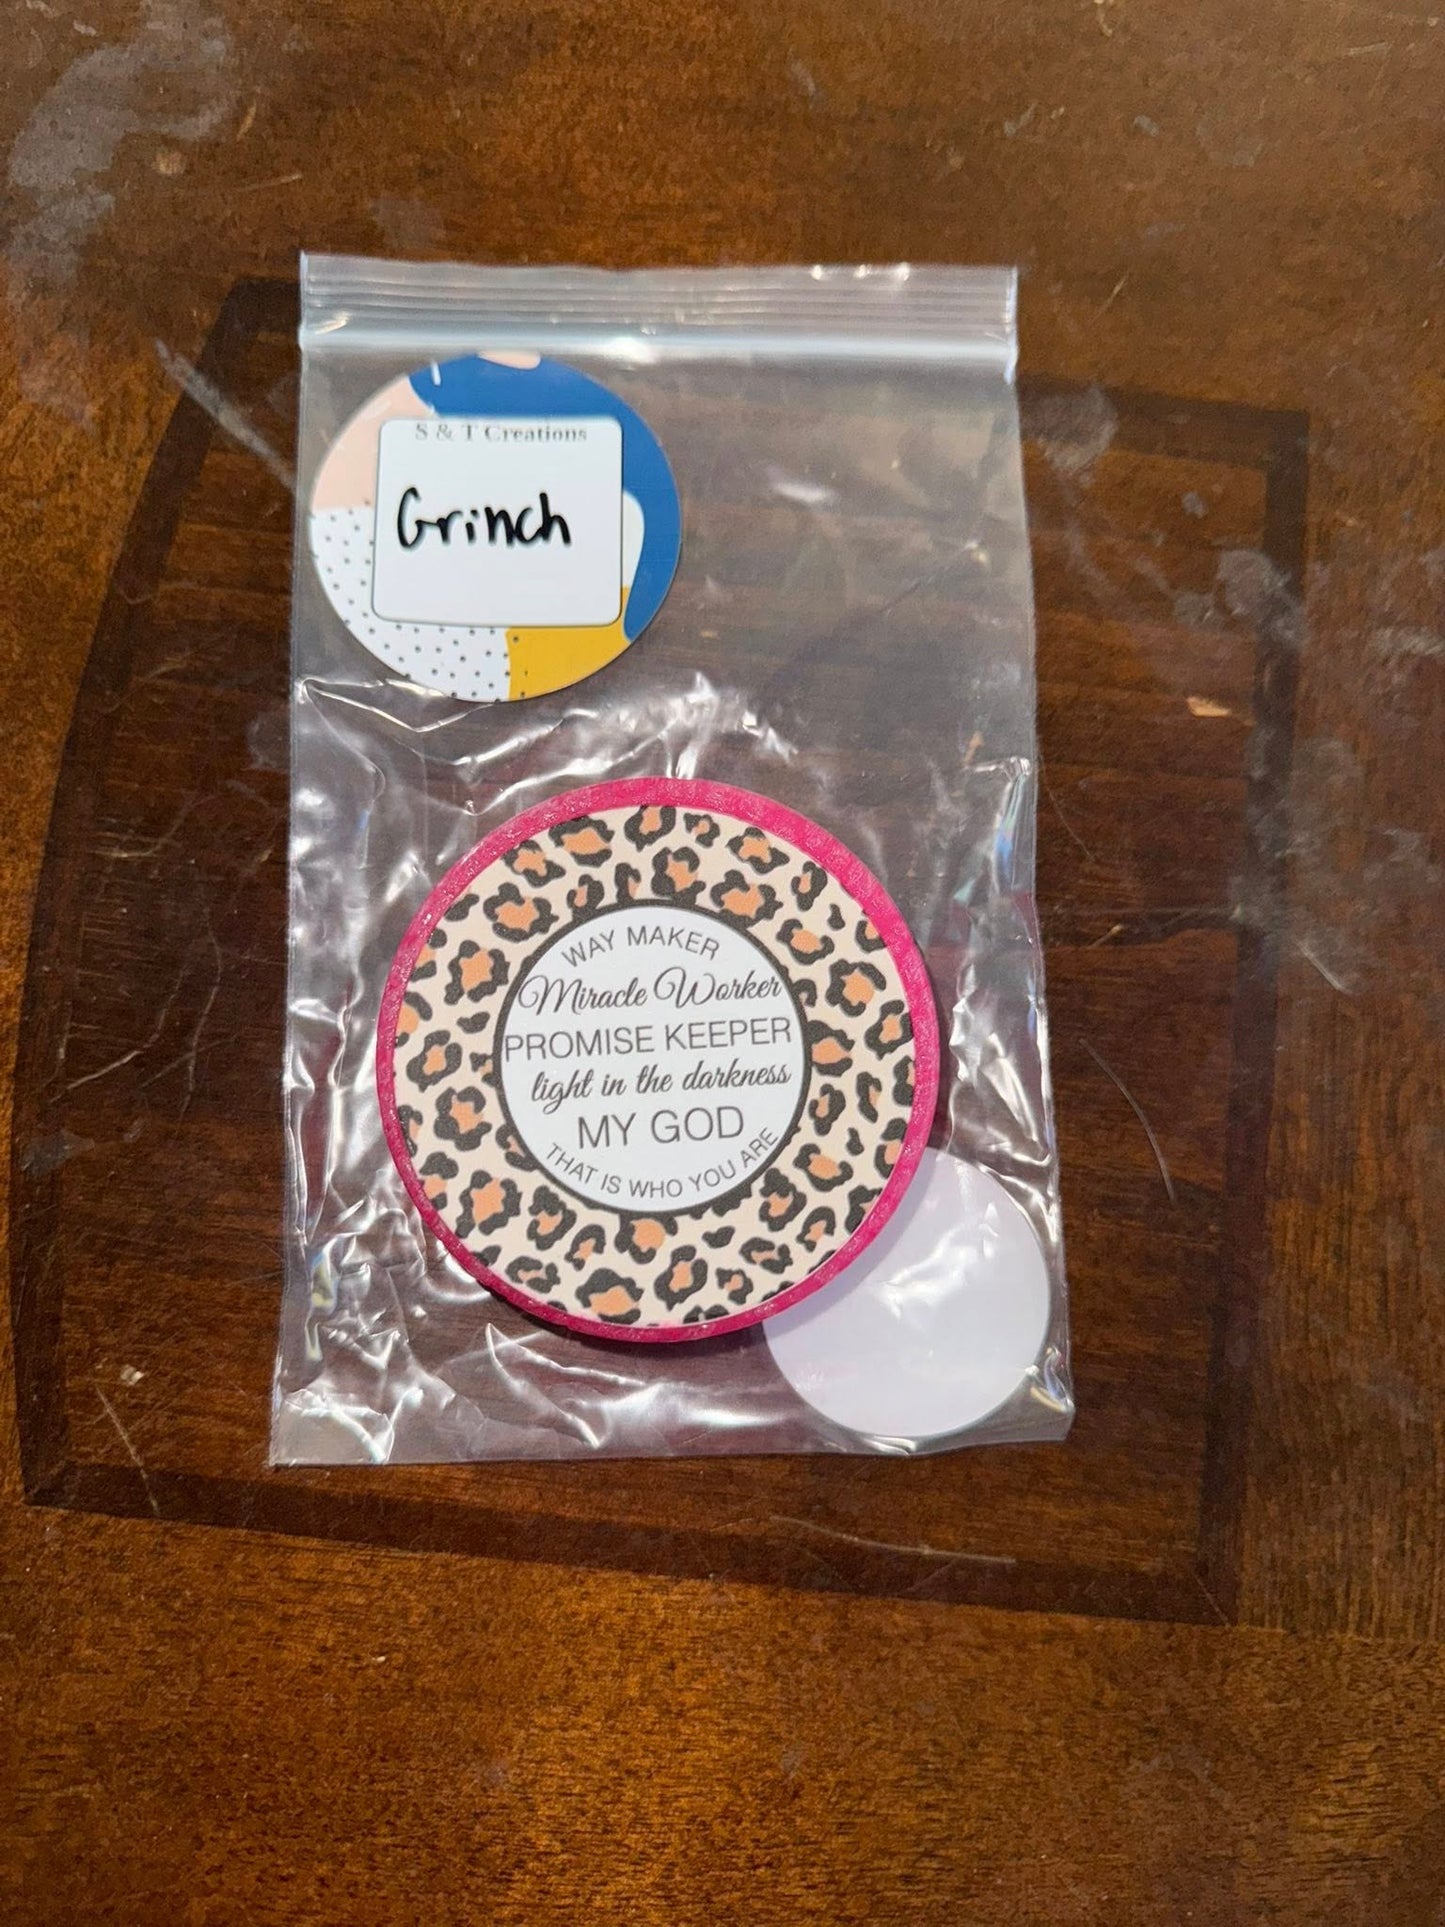 S & T Creations
Grinch
WAY MAKER
Miracle Worker
PROMISE KEEPER
light in the darkness
MY GOD
THAT IS WHO YOU ARE